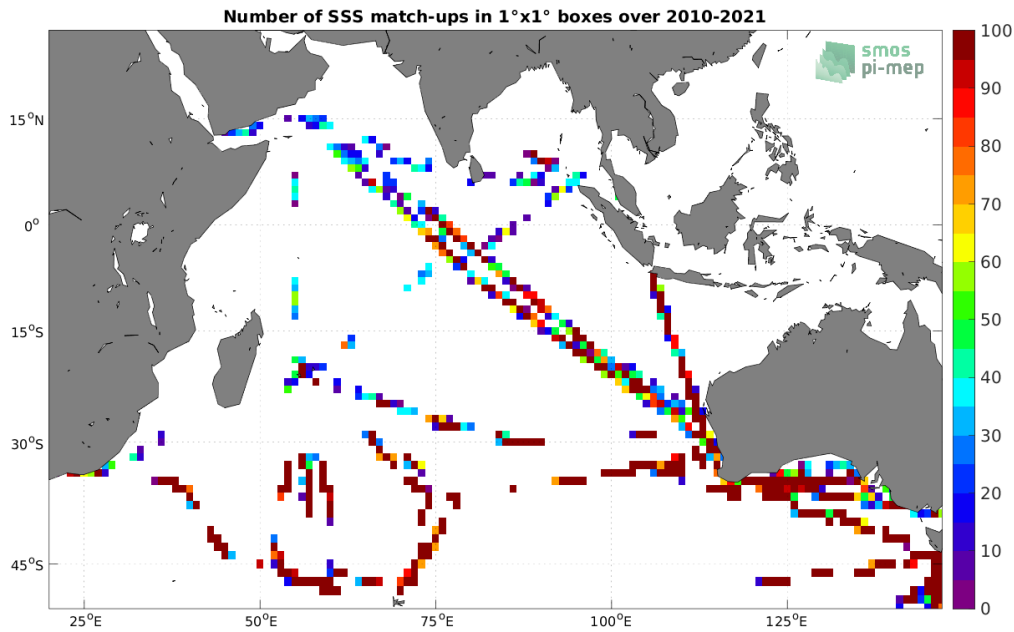 Number of SSS match-ups in 1°x1° boxes over 2010-2021
smos
pi-mep
15°N
0°
15°S
30°S
45°S
25°E
50°E
75°E
100°E
125°E
100
90
80
70
60
50
40
30
20
10
0